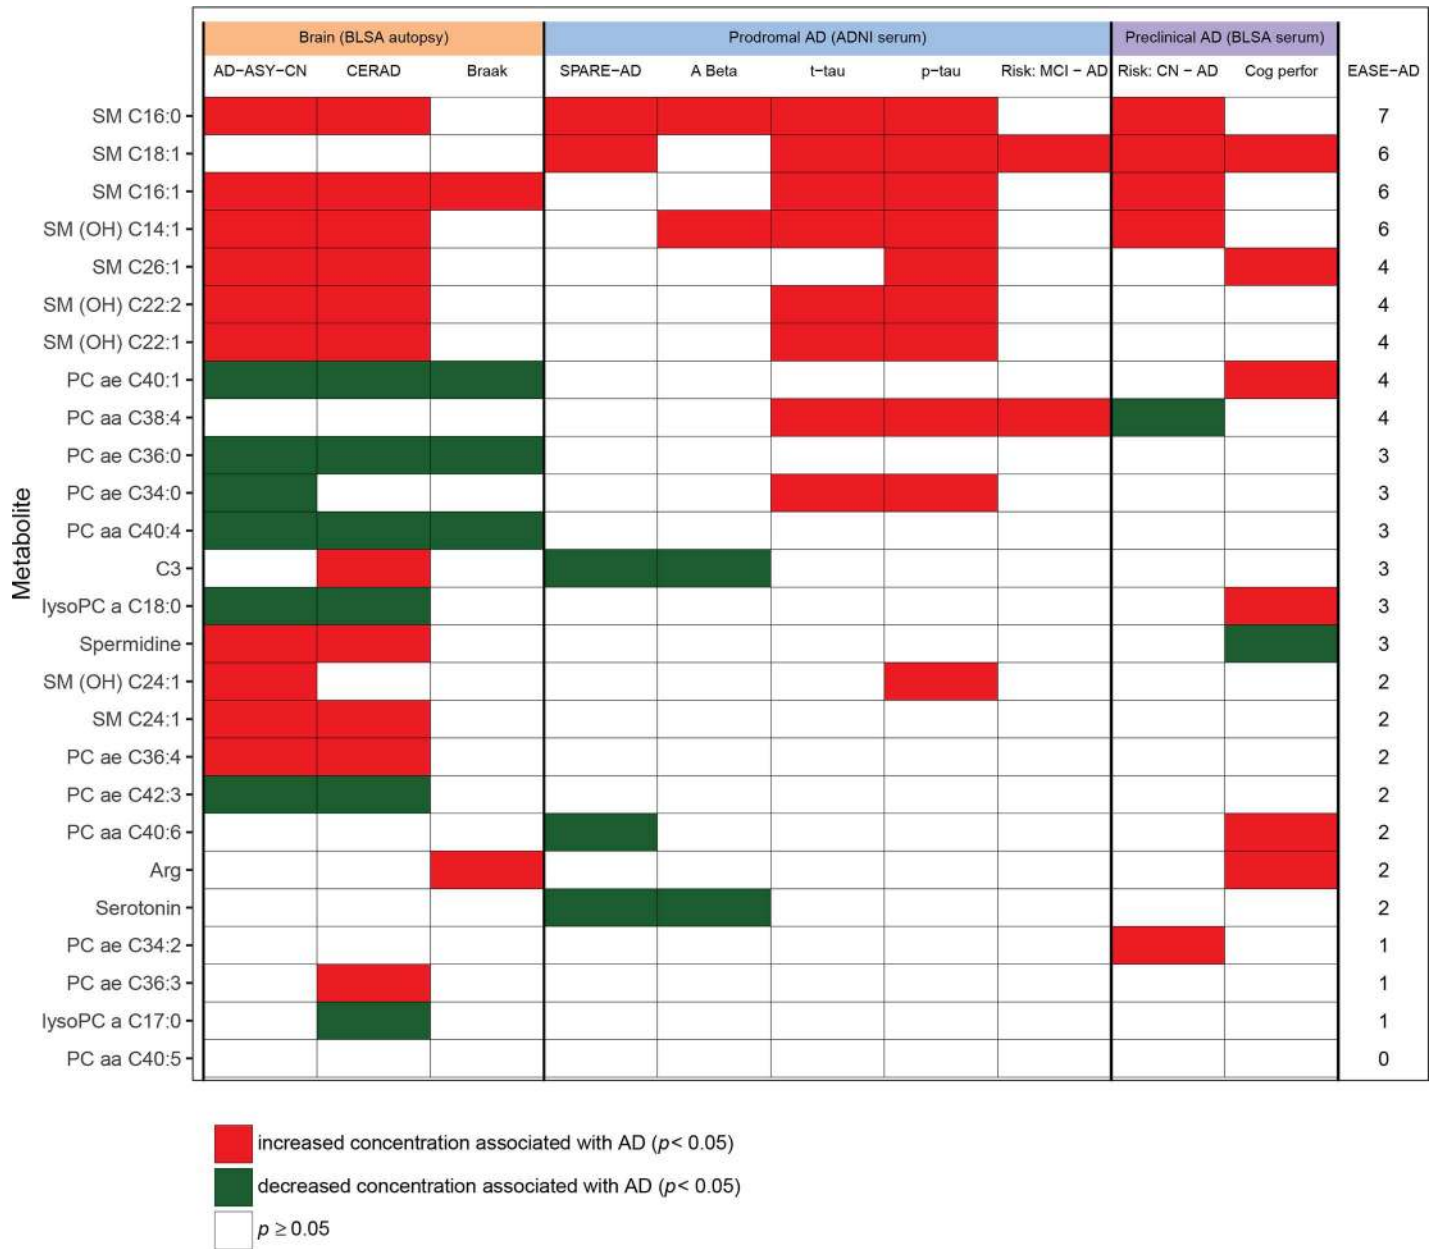 Brain (BLSA autopsy) Prodromal AD (ADNI serum) Preclinical AD (BLSA serum)
AD−ASY−CN CERAD Braak SPARE−AD A Beta t−tau p−tau Risk: MCI − AD Risk: CN − AD Cog perfor EASE−AD
Metabolite
SM C16:0 7
SM C18:1 6
SM C16:1 6
SM (OH) C14:1 6
SM C26:1 4
SM (OH) C22:2 4
SM (OH) C22:1 4
PC ae C40:1 4
PC aa C38:4 4
PC ae C36:0 3
PC ae C34:0 3
PC aa C40:4 3
C3 3
lysoPC a C18:0 3
Spermidine 3
SM (OH) C24:1 2
SM C24:1 2
PC ae C36:4 2
PC ae C42:3 2
PC aa C40:6 2
Arg 2
Serotonin 2
PC ae C34:2 1
PC ae C36:3 1
lysoPC a C17:0 1
PC aa C40:5 0
increased concentration associated with AD (p< 0.05)
decreased concentration associated with AD (p< 0.05)
p ≥ 0.05